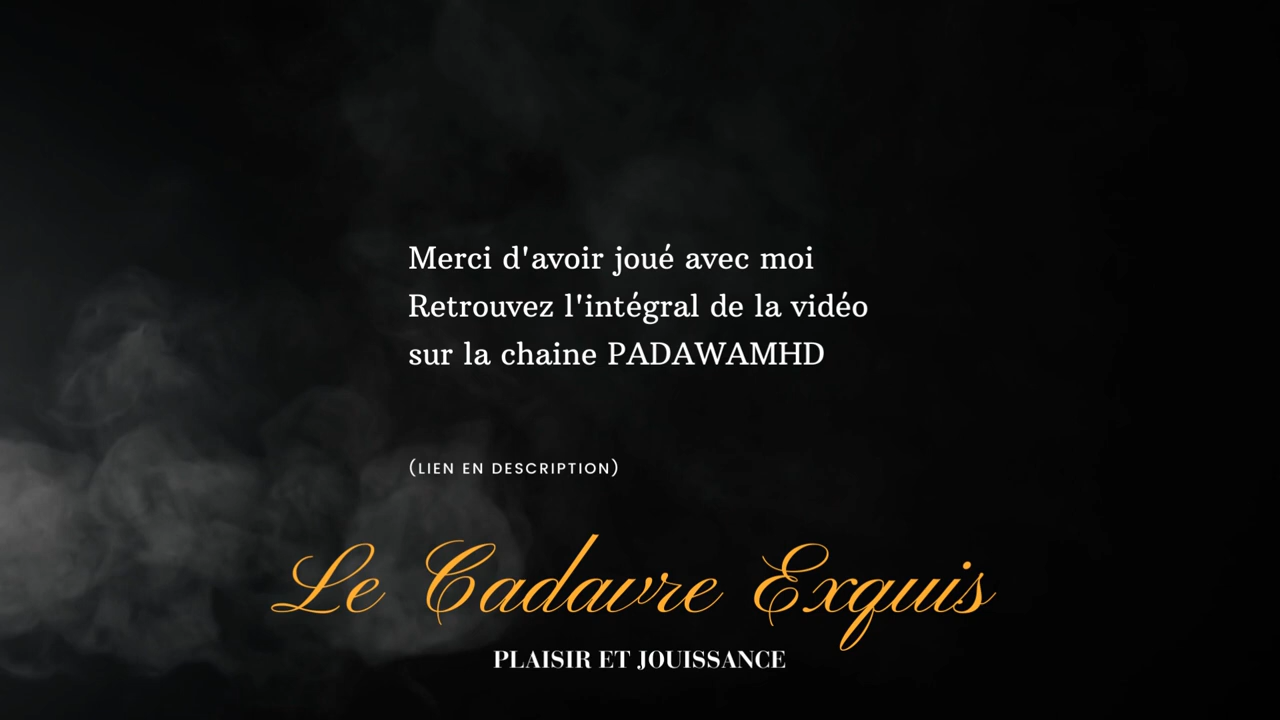 Merci d'avoir joué avec moi
Retrouvez l'intégral de la vidéo
sur la chaine PADAWAMHD
(LIEN EN DESCRIPTION)
Le Cadavre Exquis
PLAISIR ET JOUISSANCE